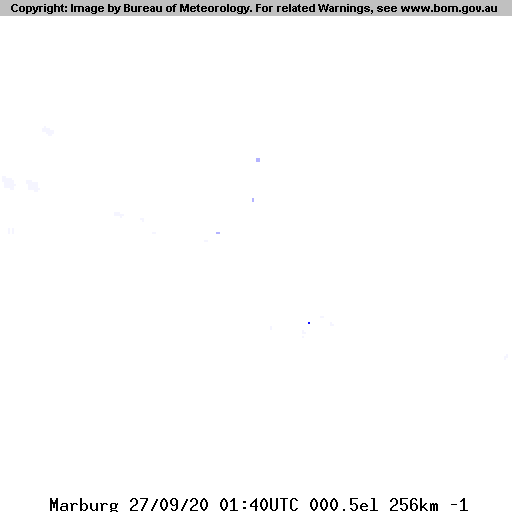 Copyright: Image by Bureau of Meteorology. For related Warnings, see www.bom.gov.au
Marburg 27/09/20 01:40UTC 000.5el 256km -1